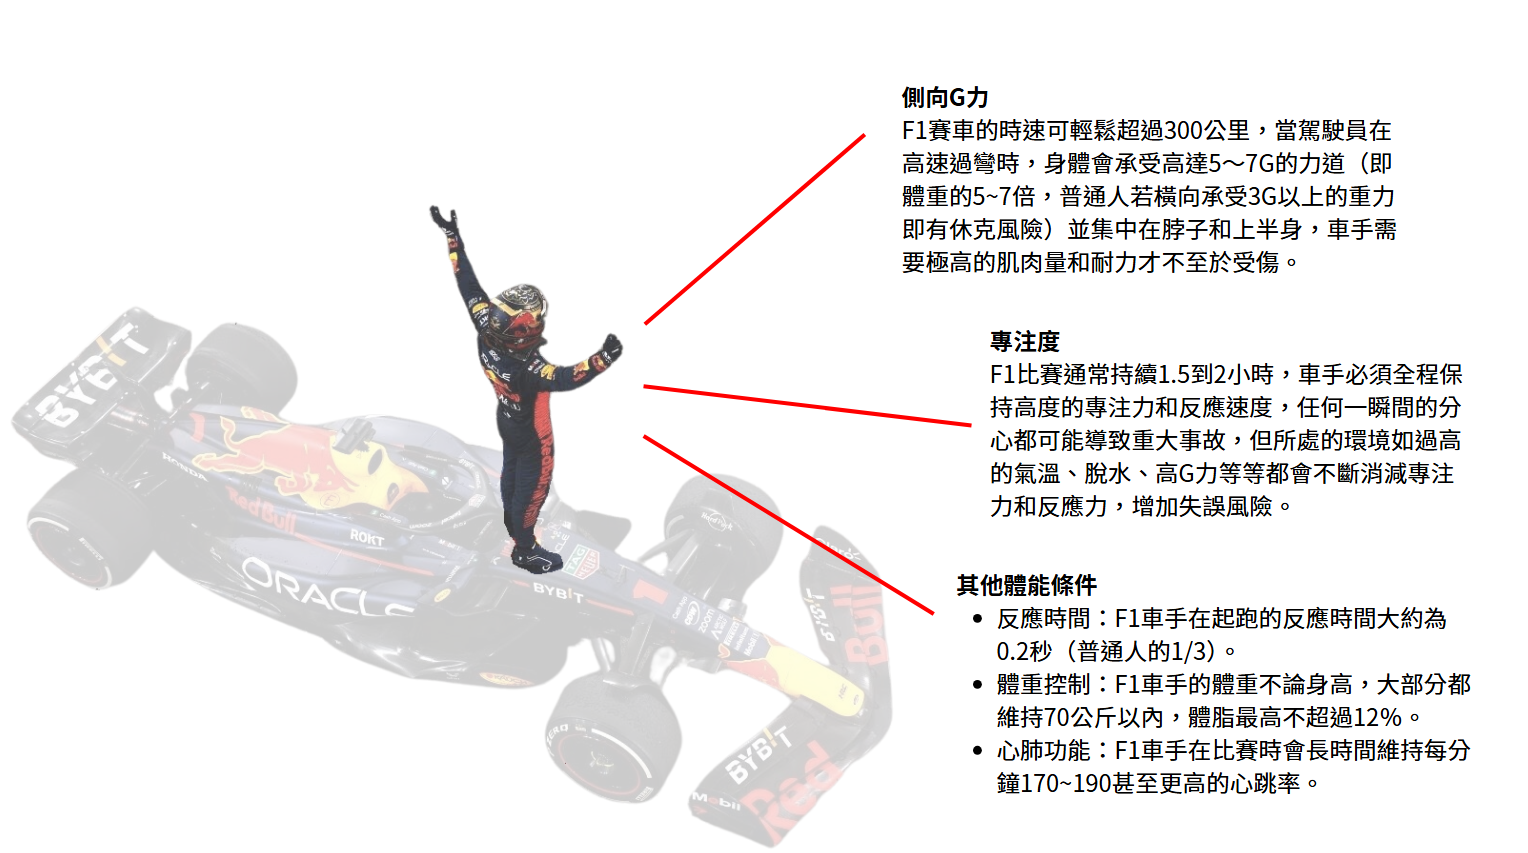 側向G力
F1賽車的時速可輕鬆超過300公里，當駕駛員在
高速過彎時，身體會承受高達5～7G的力道（即
體重的5~7倍，普通人若橫向承受3G以上的重力
即有休克風險）並集中在脖子和上半身，車手需
要極高的肌肉量和耐力才不至於受傷。
專注度
F1比賽通常持續1.5到2小時，車手必須全程保
持高度的專注力和反應速度，任何一瞬間的分
心都可能導致重大事故，但所處的環境如過高
的氣溫、脫水、高G力等等都會不斷消減專注
力和反應力，增加失誤風險。
其他體能條件
反應時間：F1車手在起跑的反應時間大約為
0.2秒（普通人的1/3）。
體重控制：F1車手的體重不論身高，大部分都
維持70公斤以內，體脂最高不超過12%。
心肺功能：F1車手在比賽時會長時間維持每分
鐘170~190甚至更高的心跳率。
BYBIT
1
HONDA
RedBull
ROKT
ORACLE
BYBIT
TAG
HEUER
1
zoom
Mobil 1
Bull
BYBIT
Red
Mobil